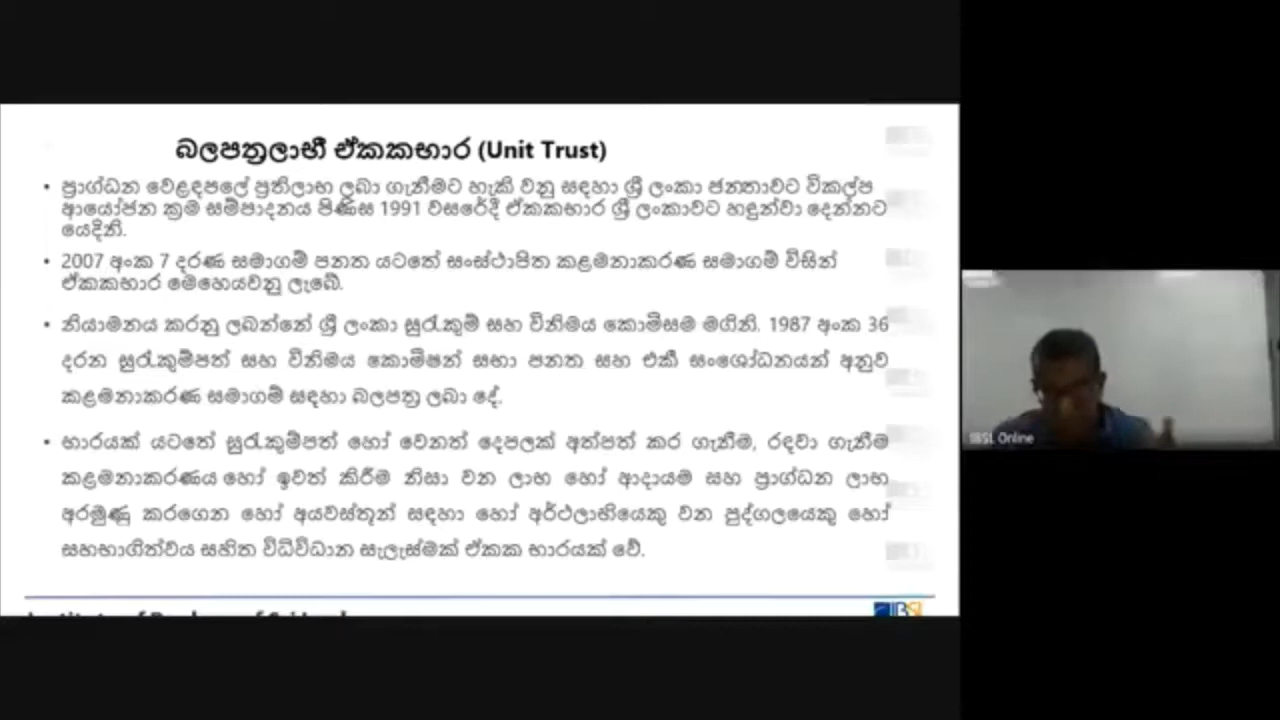 බලපත්‍රලාභී ඒකකභාර (Unit Trust)
• ප්‍රාග්ධන වෙළඳපලේ ප්‍රතිලාභ ලබා ගැනීමට හැකි වනු සඳහා ශ්‍රී ලංකා ජනතාවට විකල්ප
ආයෝජන ක්‍රම සම්පාදනය පිණිස 1991 වසරේදී ඒකකභාර ශ්‍රී ලංකාවට හඳුන්වා දෙන්නට
යෙදිනි.
• 2007 අංක 7 දරණ සමාගම් පනත යටතේ සංස්ථාපිත කළමනාකරණ සමාගම් විසින්
ඒකකභාර මෙහෙයවනු ලැබේ.
• නියාමනය කරනු ලබන්නේ ශ්‍රී ලංකා සුරැකුම් සහ විනිමය කොමිසම මගිනි. 1987 අංක 36
දරන සුරැකුම්පත් සහ විනිමය කොමිෂන් සභා පනත සහ එකී සංශෝධනයන් අනුව
කළමනාකරණ සමාගම් සඳහා බලපත්‍ර ලබා දේ.
• භාරයක් යටතේ සුරැකුම්පත් හෝ වෙනත් දෙපලක් අත්පත් කර ගැනීම, රඳවා ගැනීම
කළමනාකරණය හෝ ඉවත් කිරීම නිසා වන ලාභ හෝ ආදායම සහ ප්‍රාග්ධන ලාභ
අරමුණු කරගෙන හෝ අයවස්තූන් සඳහා හෝ අර්ථලාභියෙකු වන පුද්ගලයෙකු හෝ
සහභාගිත්වය සහිත විධිවිධාන සැලැස්මක් ඒකක භාරයක් වේ.
IBSL
IBSL Online